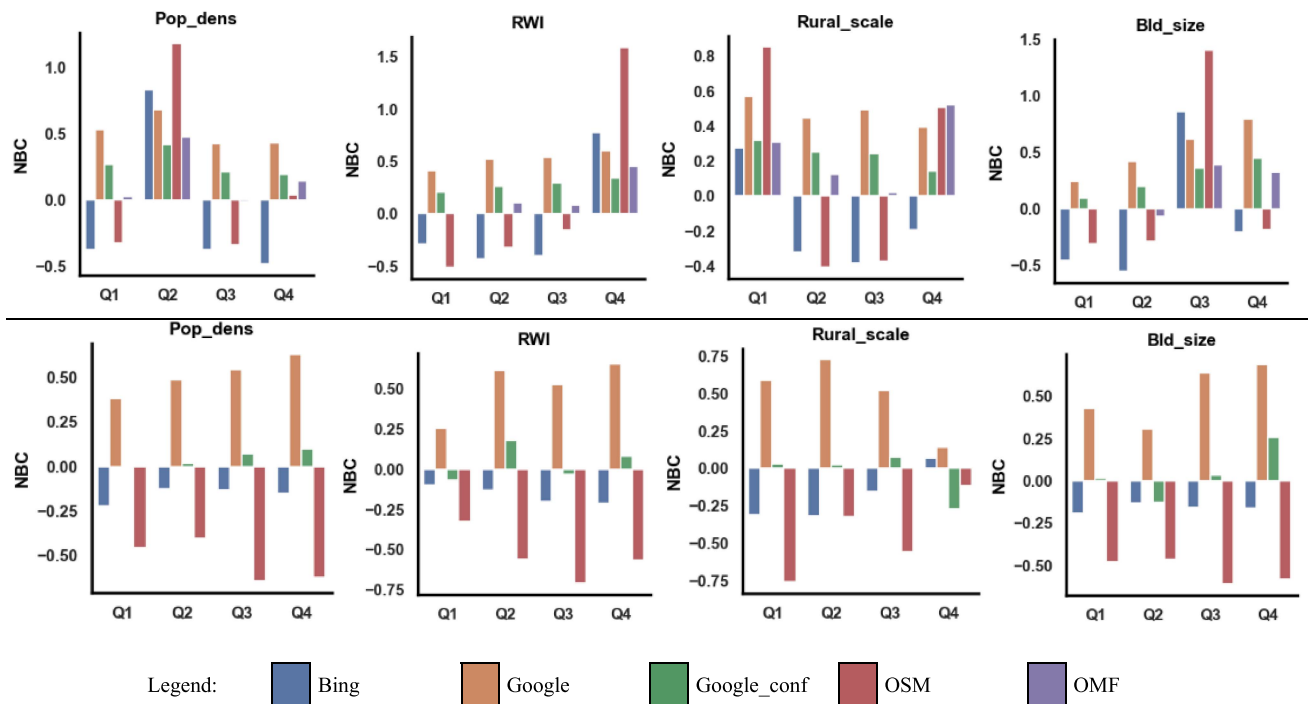 Pop_dens
NBC
1.0
0.5
0.0
−0.5
Q1 Q2 Q3 Q4
RWI
NBC
1.5
1.0
0.5
0.0
−0.5
Q1 Q2 Q3 Q4
Rural_scale
NBC
0.8
0.6
0.4
0.2
0.0
−0.2
−0.4
Q1 Q2 Q3 Q4
Bld_size
NBC
1.5
1.0
0.5
0.0
−0.5
Q1 Q2 Q3 Q4
Pop_dens
NBC
0.50
0.25
0.00
−0.25
−0.50
Q1 Q2 Q3 Q4
RWI
NBC
0.50
0.25
0.00
−0.25
−0.50
−0.75
Q1 Q2 Q3 Q4
Rural_scale
NBC
0.75
0.50
0.25
0.00
−0.25
−0.50
−0.75
Q1 Q2 Q3 Q4
Bld_size
NBC
0.50
0.25
0.00
−0.25
−0.50
Q1 Q2 Q3 Q4
Legend: Bing Google Google_conf OSM OMF